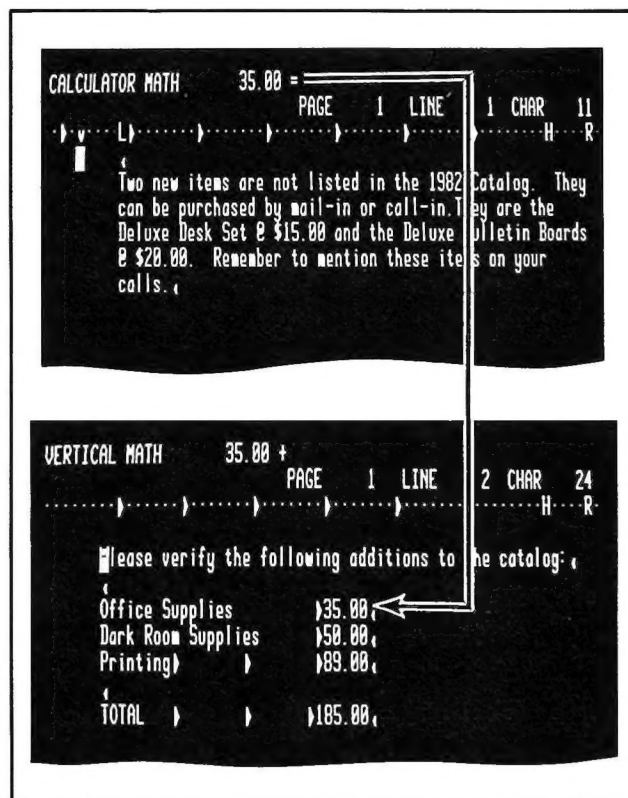 CALCULATOR MATH 35.00 =
PAGE 1 LINE 1 CHAR 11
L H R
Two new items are not listed in the 1982 Catalog. They
can be purchased by mail-in or call-in. They are the
Deluxe Desk Set @ $15.00 and the Deluxe Bulletin Boards
@ $20.00. Remember to mention these items on your
calls.
VERTICAL MATH 35.00 +
PAGE 1 LINE 2 CHAR 24
H R
Please verify the following additions to the catalog:
Office Supplies 35.00
Dark Room Supplies 50.00
Printing 89.00
TOTAL 185.00